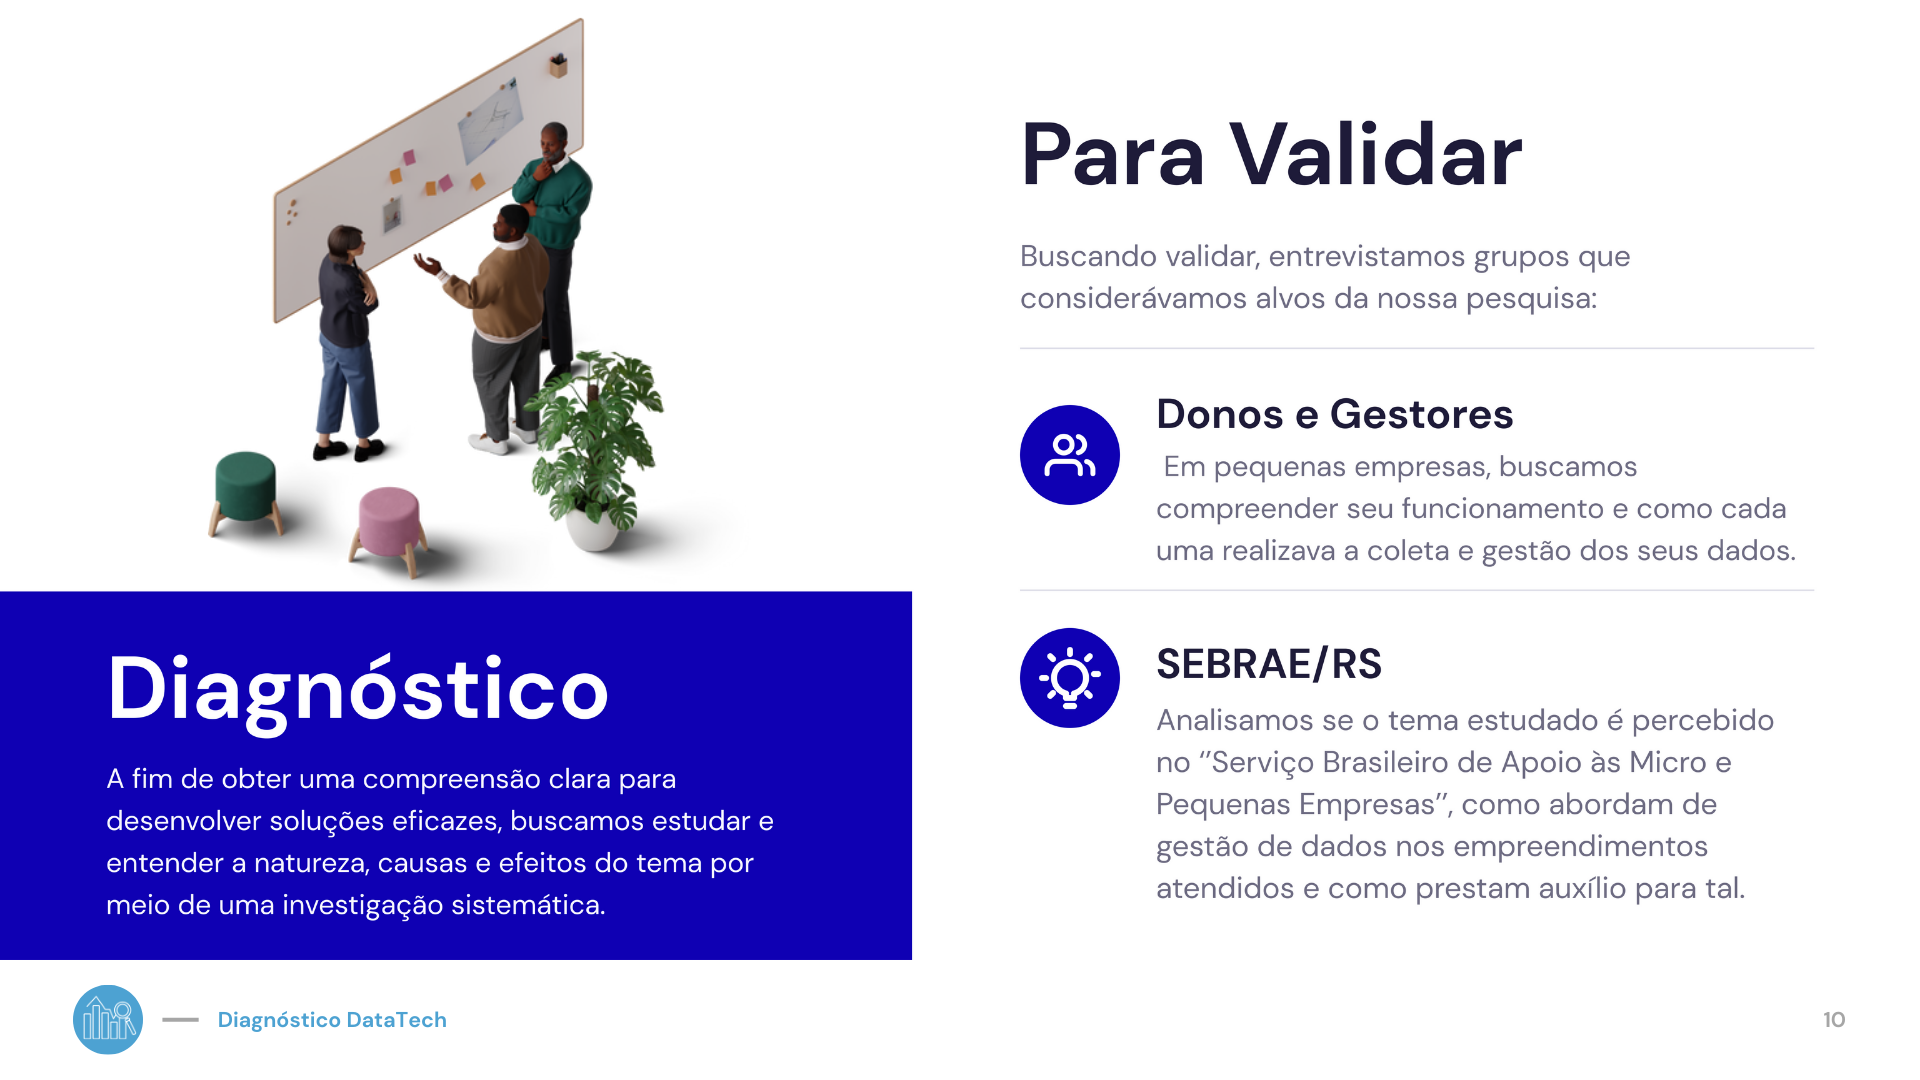 Diagnóstico
A fim de obter uma compreensão clara para
desenvolver soluções eficazes, buscamos estudar e
entender a natureza, causas e efeitos do tema por
meio de uma investigação sistemática.
Para Validar
Buscando validar, entrevistamos grupos que
considerávamos alvos da nossa pesquisa:
Donos e Gestores
Em pequenas empresas, buscamos
compreender seu funcionamento e como cada
uma realizava a coleta e gestão dos seus dados.
SEBRAE/RS
Analisamos se o tema estudado é percebido
no ‘’Serviço Brasileiro de Apoio às Micro e
Pequenas Empresas’’, como abordam de
gestão de dados nos empreendimentos
atendidos e como prestam auxílio para tal.
Diagnóstico DataTech
10